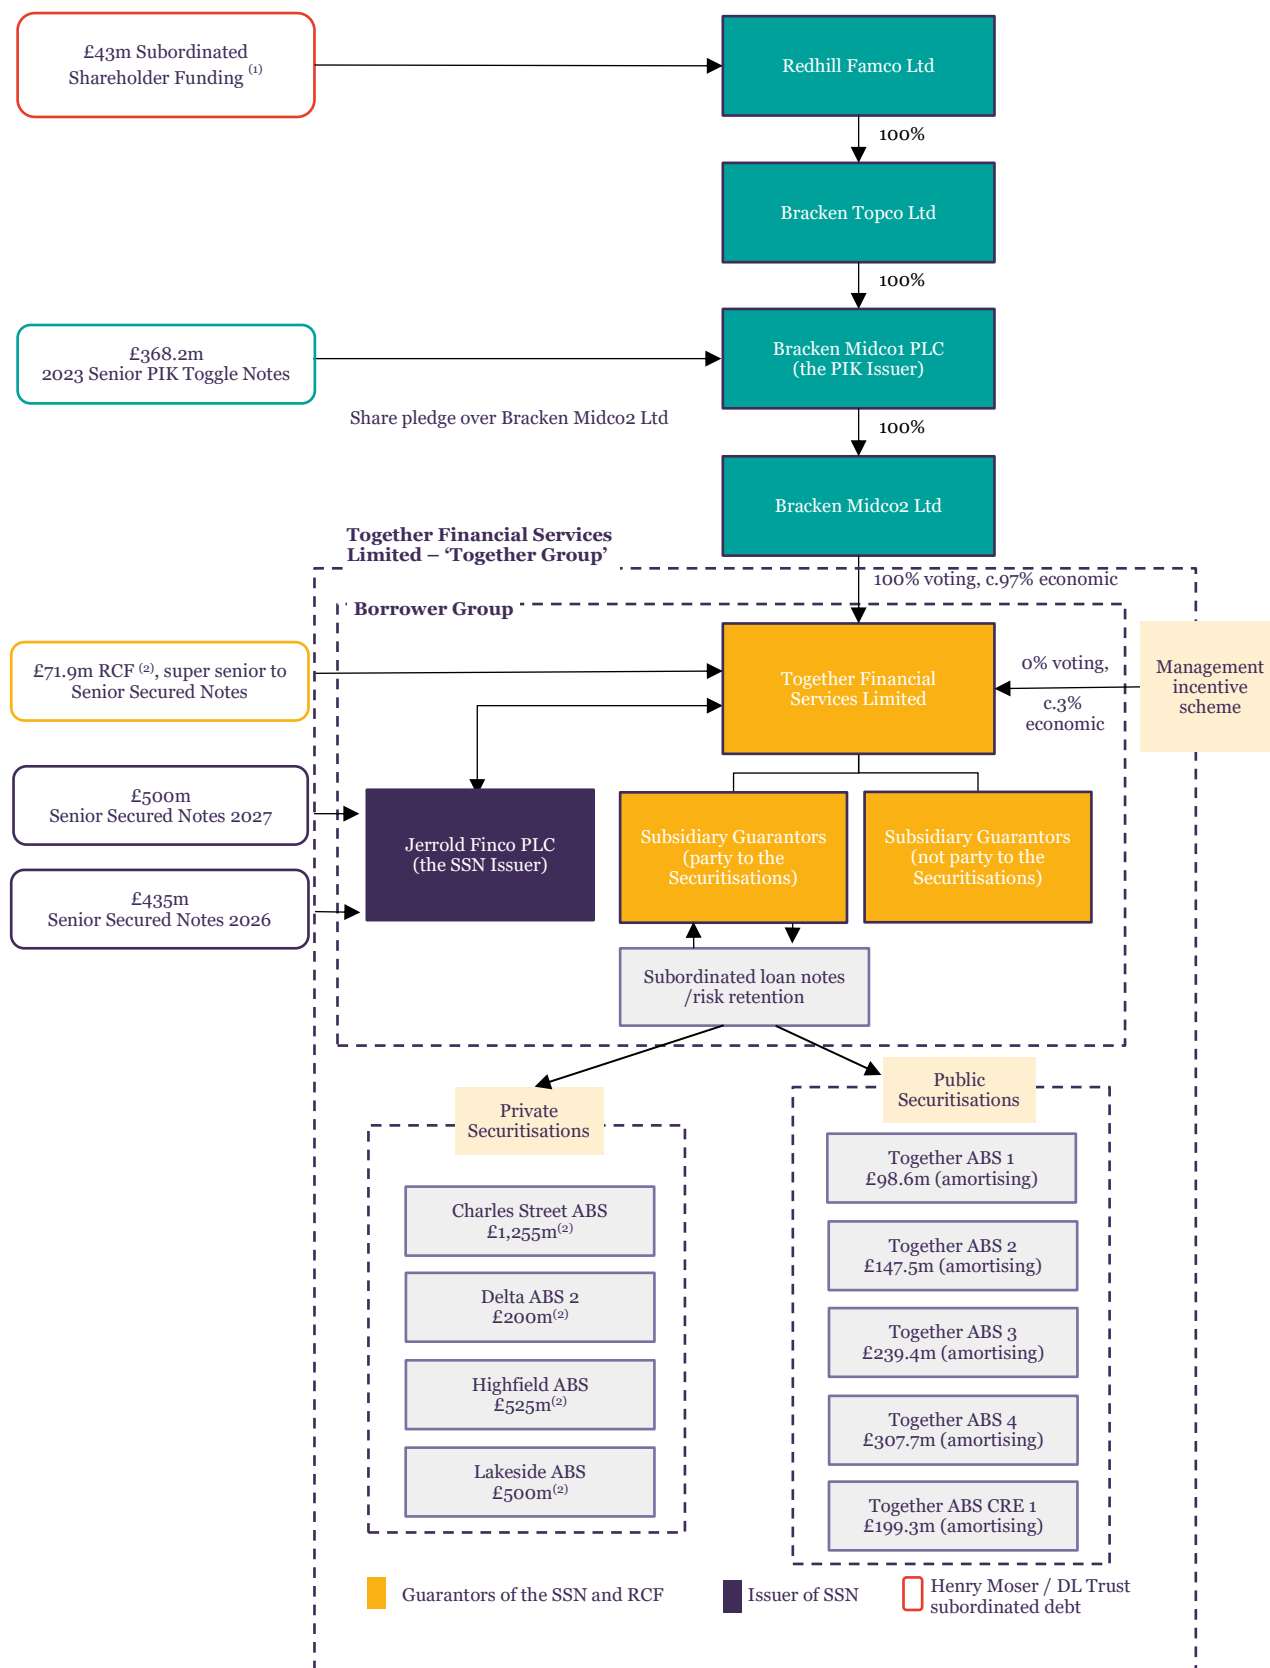 £43m Subordinated
Shareholder Funding (1)
Redhill Famco Ltd
100%
Bracken Topco Ltd
100%
£368.2m
2023 Senior PIK Toggle Notes
Bracken Midco1 PLC
(the PIK Issuer)
Share pledge over Bracken Midco2 Ltd
100%
Bracken Midco2 Ltd
Together Financial Services
Limited – ‘Together Group’
100% voting, c.97% economic
Borrower Group
£71.9m RCF (2), super senior to
Senior Secured Notes
Together Financial
Services Limited
0% voting,
c.3%
economic
Management
incentive
scheme
£500m
Senior Secured Notes 2027
£435m
Senior Secured Notes 2026
Jerrold Finco PLC
(the SSN Issuer)
Subsidiary Guarantors
(party to the
Securitisations)
Subsidiary Guarantors
(not party to the
Securitisations)
Subordinated loan notes
/risk retention
Private
Securitisations
Charles Street ABS
£1,255m(2)
Delta ABS 2
£200m(2)
Highfield ABS
£525m(2)
Lakeside ABS
£500m(2)
Public
Securitisations
Together ABS 1
£98.6m (amortising)
Together ABS 2
£147.5m (amortising)
Together ABS 3
£239.4m (amortising)
Together ABS 4
£307.7m (amortising)
Together ABS CRE 1
£199.3m (amortising)
Guarantors of the SSN and RCF
Issuer of SSN
Henry Moser / DL Trust
subordinated debt